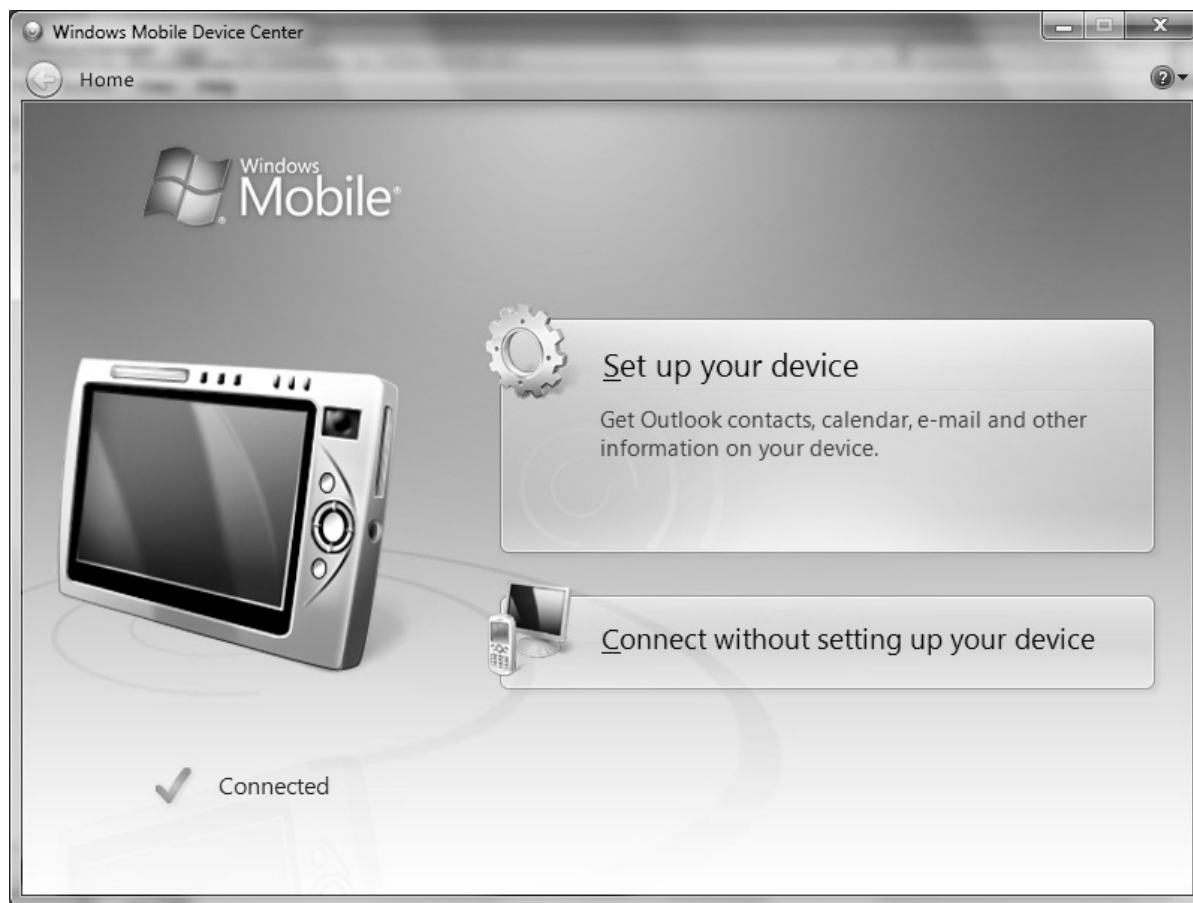 Windows Mobile Device Center
Home
Windows
Mobile®
Set up your device
Get Outlook contacts, calendar, e-mail and other
information on your device.
Connect without setting up your device
Connected